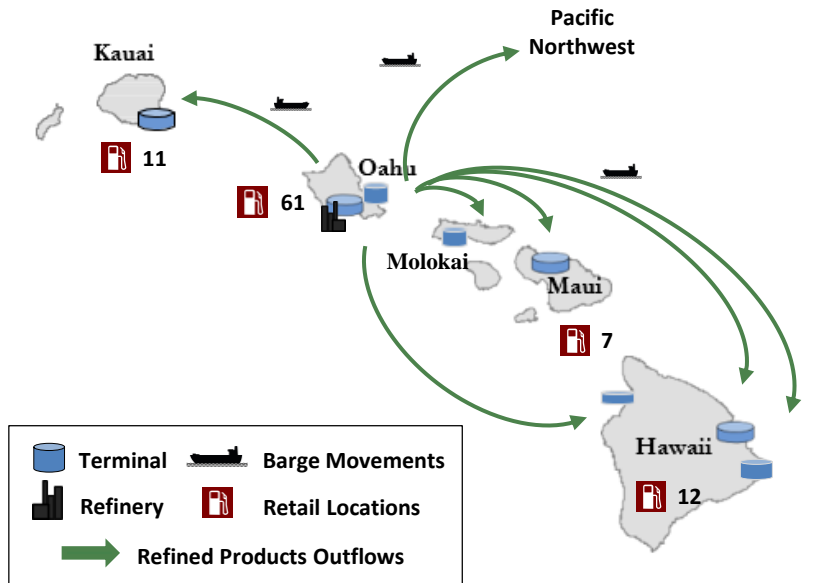 Pacific
Northwest
Kauai
11
Oahu
61
Molokai
Maui
7
Hawaii
12
Terminal
Barge Movements
Refinery
Retail Locations
Refined Products Outflows